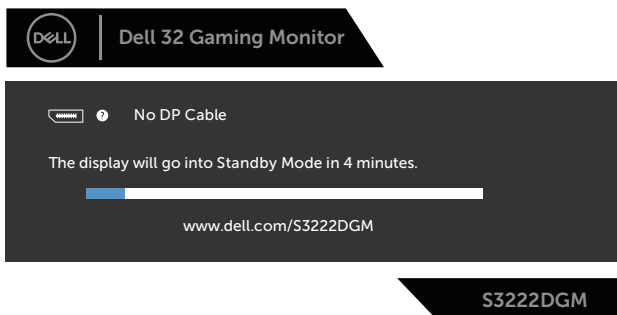 DELL
Dell 32 Gaming Monitor
? No DP Cable
The display will go into Standby Mode in 4 minutes.
www.dell.com/S3222DGM
S3222DGM